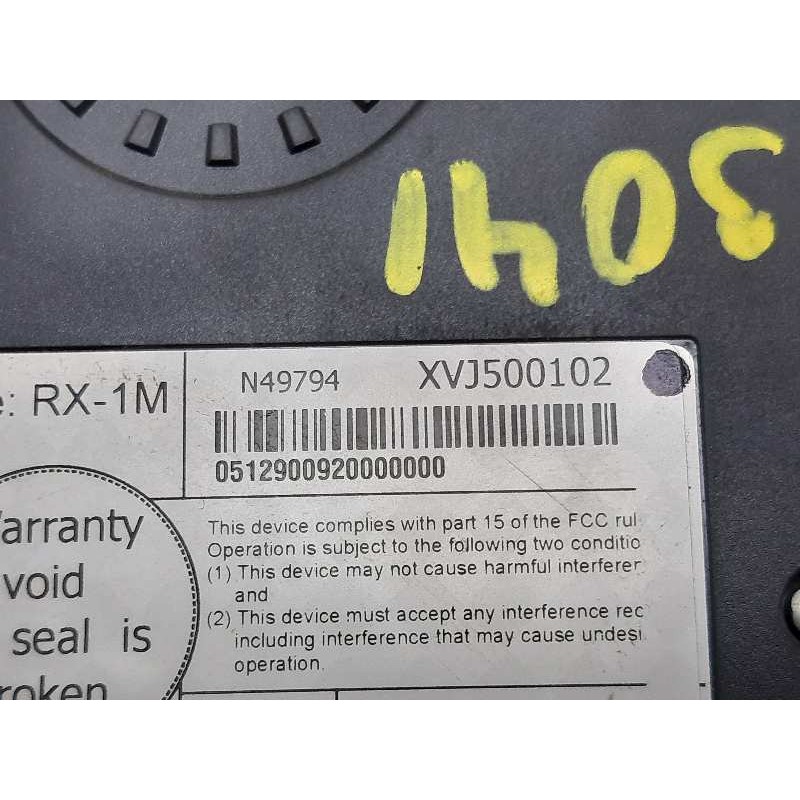 3041
e: RX-1M
N49794 XVJ500102
0512900920000000
arranty
void
seal is
roken
This device complies with part 15 of the FCC rul
Operation is subject to the following two conditio
(1) This device may not cause harmful interferer
and
(2) This device must accept any interference rec
including interference that may cause undesi
operation.